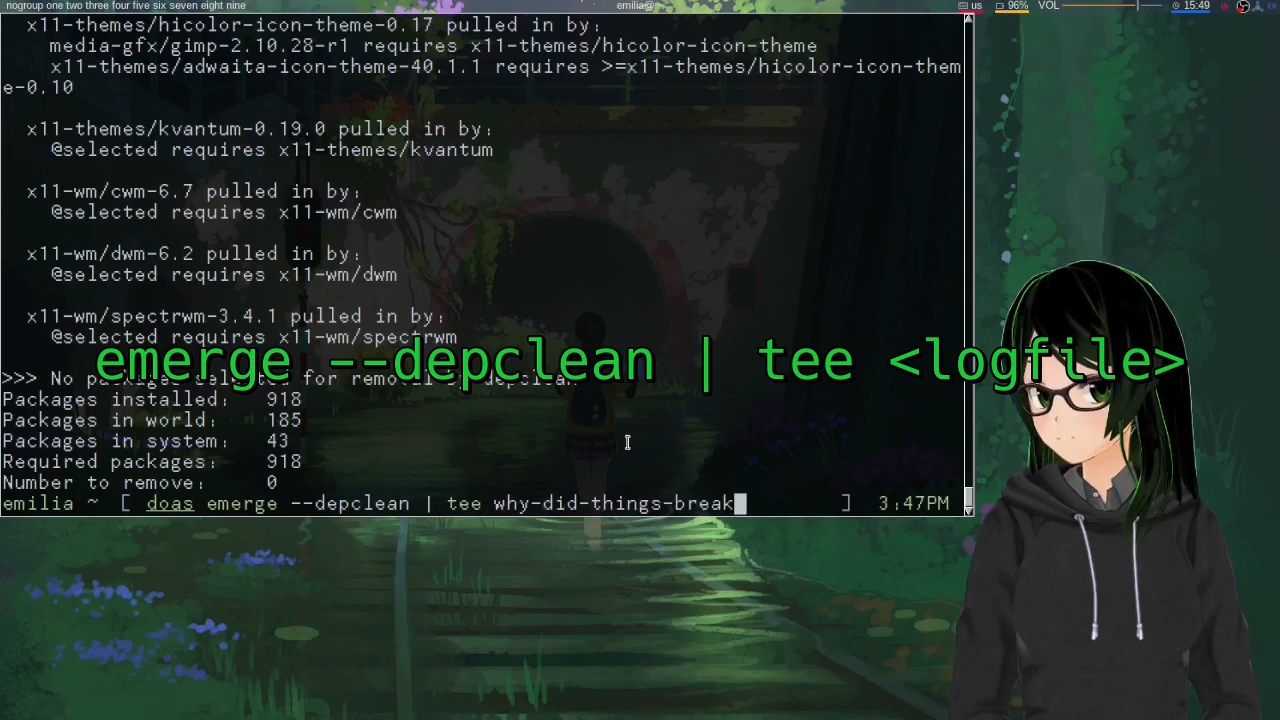 nogroup one two three four five six seven eight nine
emilia@
us 96% VOL 15:49
x11-themes/hicolor-icon-theme-0.17 pulled in by:
media-gfx/gimp-2.10.28-r1 requires x11-themes/hicolor-icon-theme
x11-themes/adwaita-icon-theme-40.1.1 requires >=x11-themes/hicolor-icon-them
e-0.10
x11-themes/kvantum-0.19.0 pulled in by:
@selected requires x11-themes/kvantum
x11-wm/cwm-6.7 pulled in by:
@selected requires x11-wm/cwm
x11-wm/dwm-6.2 pulled in by:
@selected requires x11-wm/dwm
x11-wm/spectrwm-3.4.1 pulled in by:
@selected requires x11-wm/spectrwm
emerge --depclean | tee <logfile>
>>> No packages selected for removal by depclean
Packages installed: 918
Packages in world: 185
Packages in system: 43
Required packages: 918
Number to remove: 0
emilia ~ [ doas emerge --depclean | tee why-did-things-break ] 3:47PM